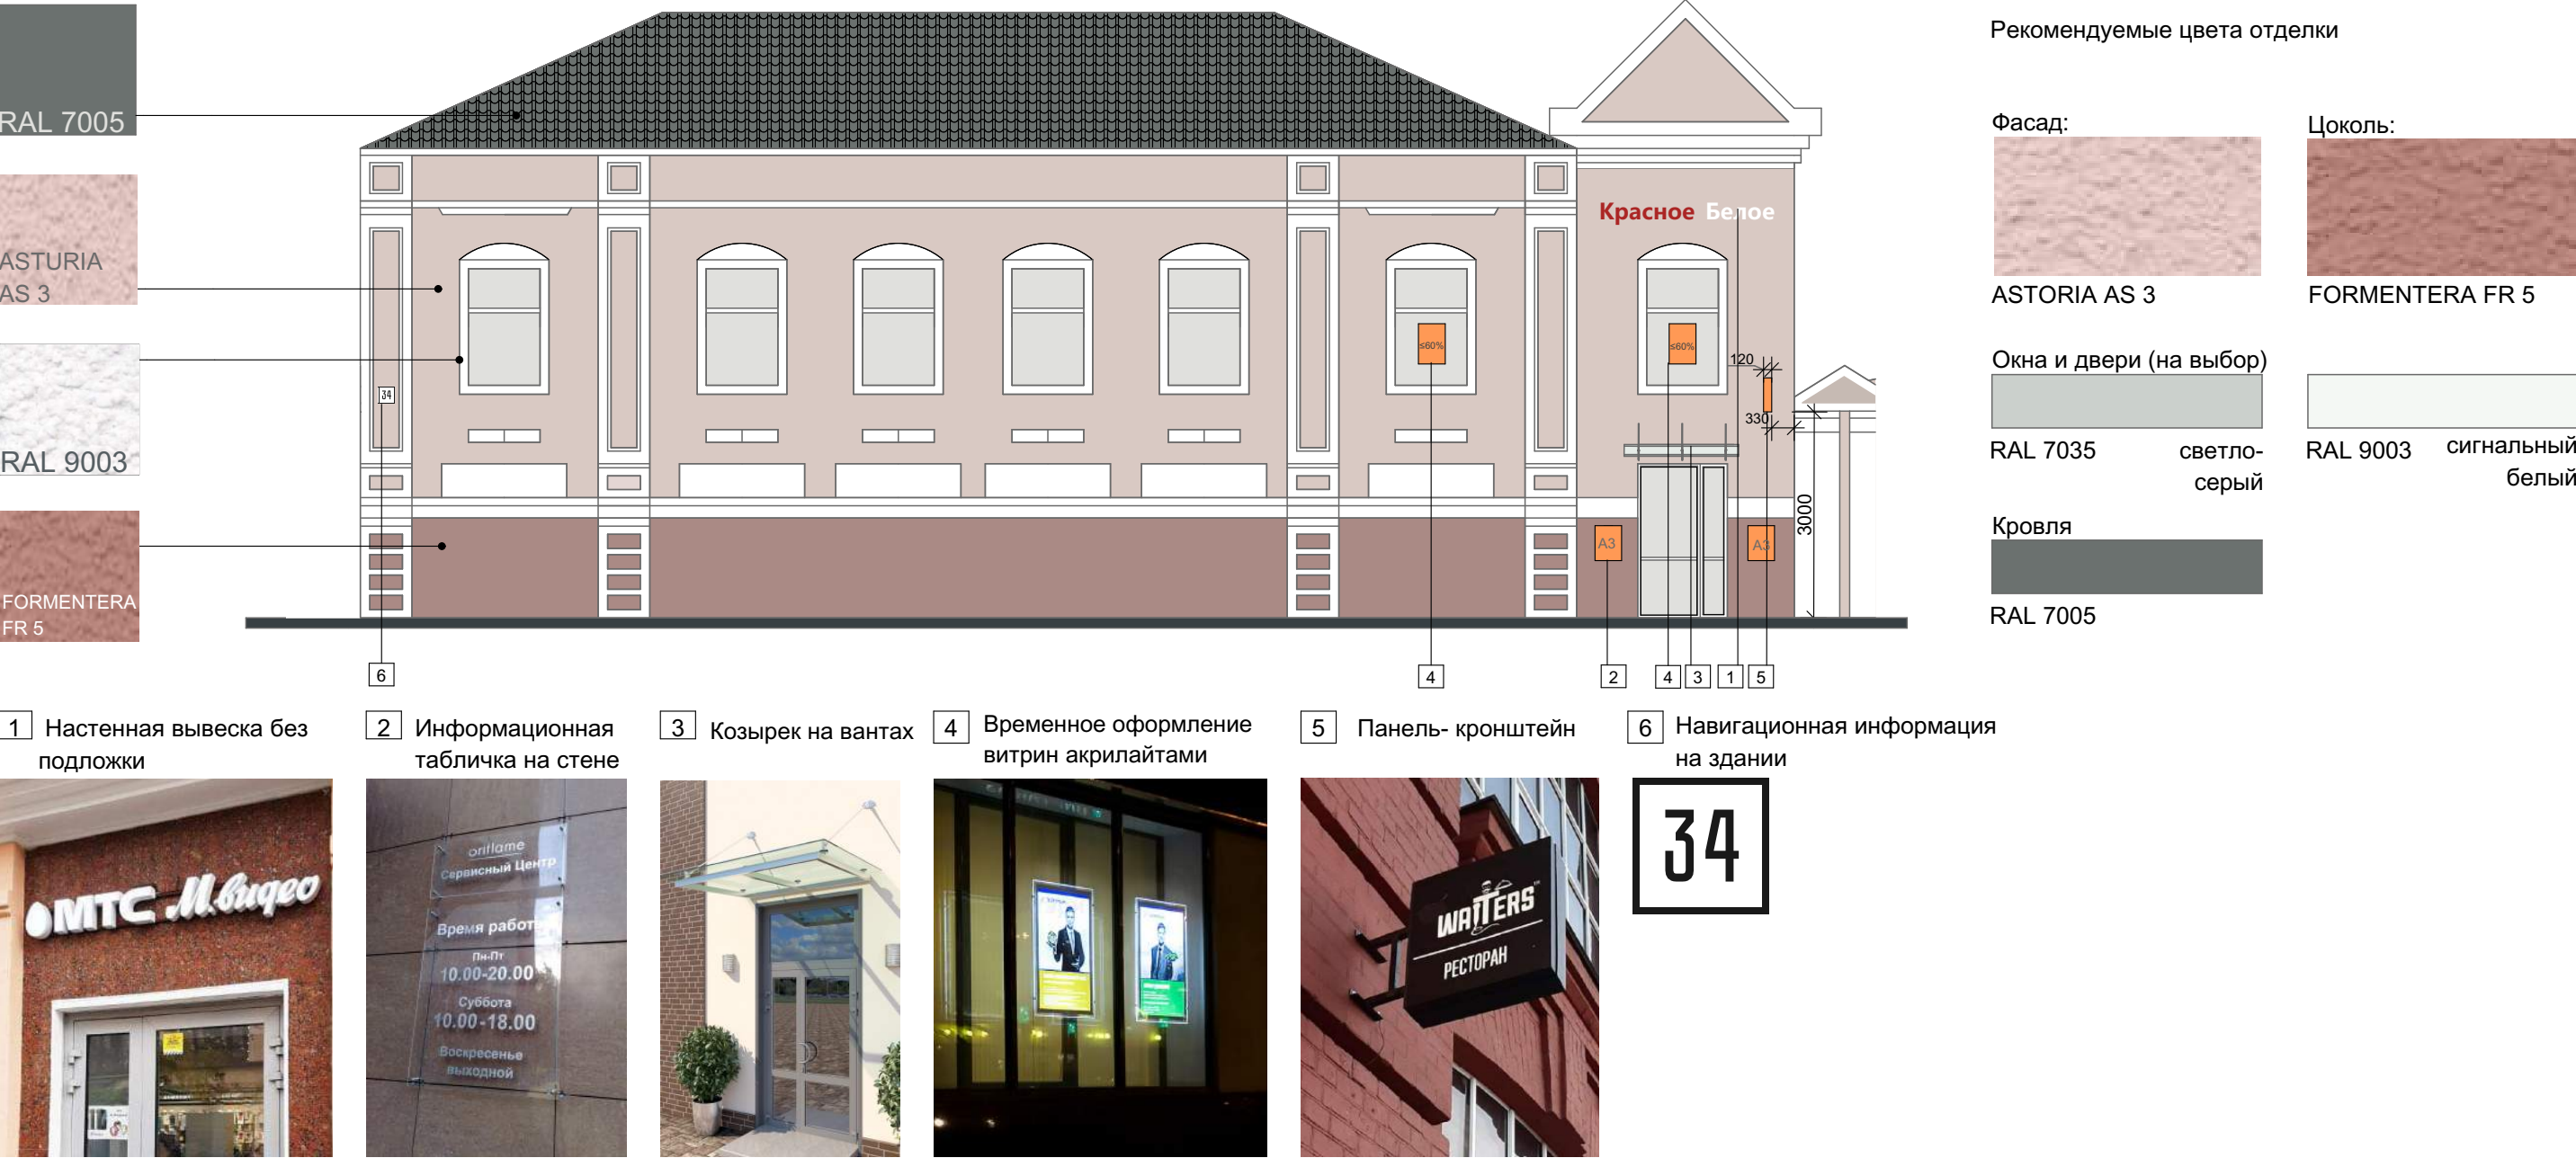 RAL 7005
ASTURIA
AS 3
RAL 9003
FORMENTERA
FR 5
Красное Белое
≤60%
≤60%
120
330
3000
34
А3
А3
6
4
2
4
3
1
5
Рекомендуемые цвета отделки
Фасад:
Цоколь:
ASTORIA AS 3
FORMENTERA FR 5
Окна и двери (на выбор)
RAL 7035
светло-
серый
RAL 9003
сигнальный
белый
Кровля
RAL 7005
1 Настенная вывеска без
подложки
2 Информационная
табличка на стене
3 Козырек на вантах
4 Временное оформление
витрин акрилайтами
5 Панель- кронштейн
6 Навигационная информация
на здании
МТС М.видео
oriflame
Сервисный Центр
Время работ
Пн-Пт
10.00-20.00
Суббота
10.00-18.00
Воскресенье
выходной
WAITERS
РЕСТОРАН
34